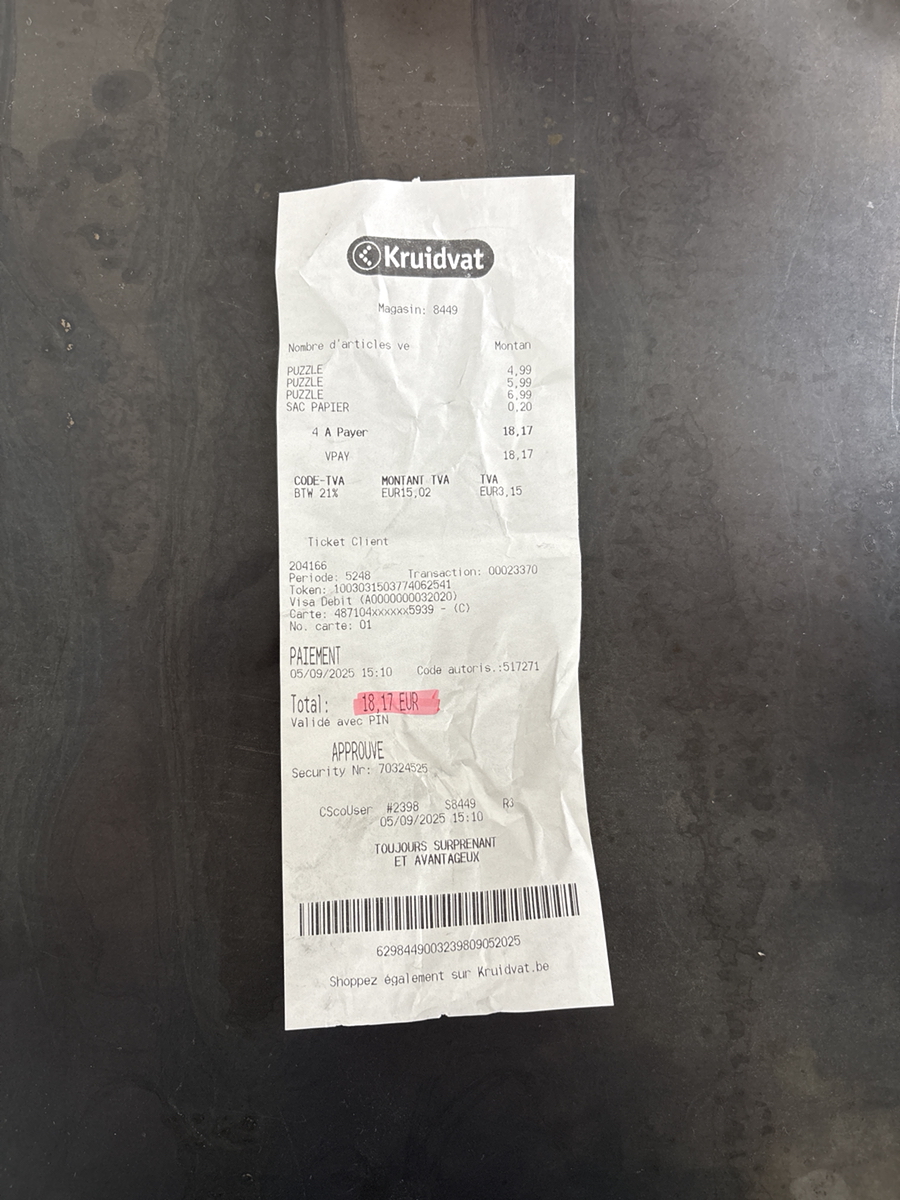 Kruidvat
Magasin: 8449
Nombre d'articles ve Montan
PUZZLE 4,99
PUZZLE 5,99
PUZZLE 6,99
SAC PAPIER 0,20
4 A Payer 18,17
VPAY 18,17
CODE-TVA MONTANT TVA TVA
BTW 21% EUR15,02 EUR3,15
Ticket Client
204166
Periode: 5248 Transaction: 00023370
Token: 1003031503774062541
Visa Debit (A0000000032020)
Carte: 487104xxxxxx5939 - (C)
No. carte: 01
PAIEMENT
05/09/2025 15:10 Code autoris.:517271
Total: 18,17 EUR
Validé avec PIN
APPROUVE
Security Nr: 70324525
CScoUser #2398 S8449 R3
05/09/2025 15:10
TOUJOURS SURPRENANT
ET AVANTAGEUX
6298449003239809052025
Shoppez également sur Kruidvat.be